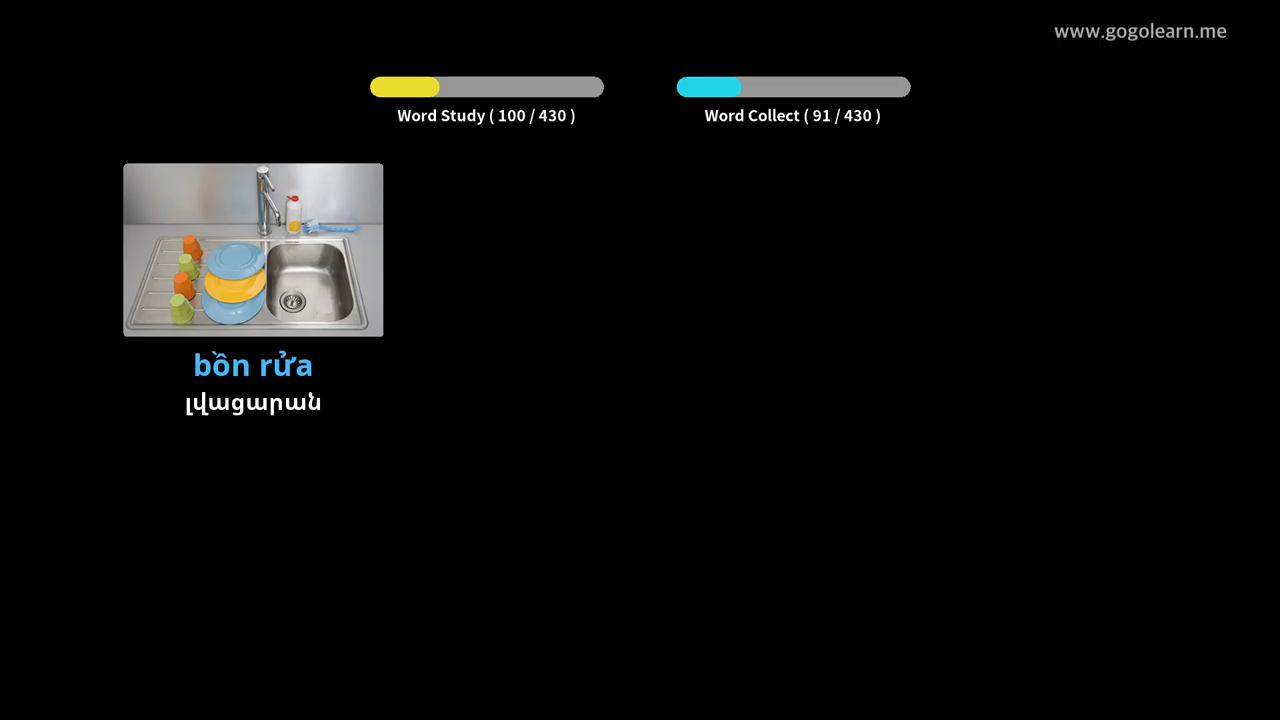 www.gogolearn.me
Word Study ( 100 / 430 )
Word Collect ( 91 / 430 )
bồn rửa
լվացարան